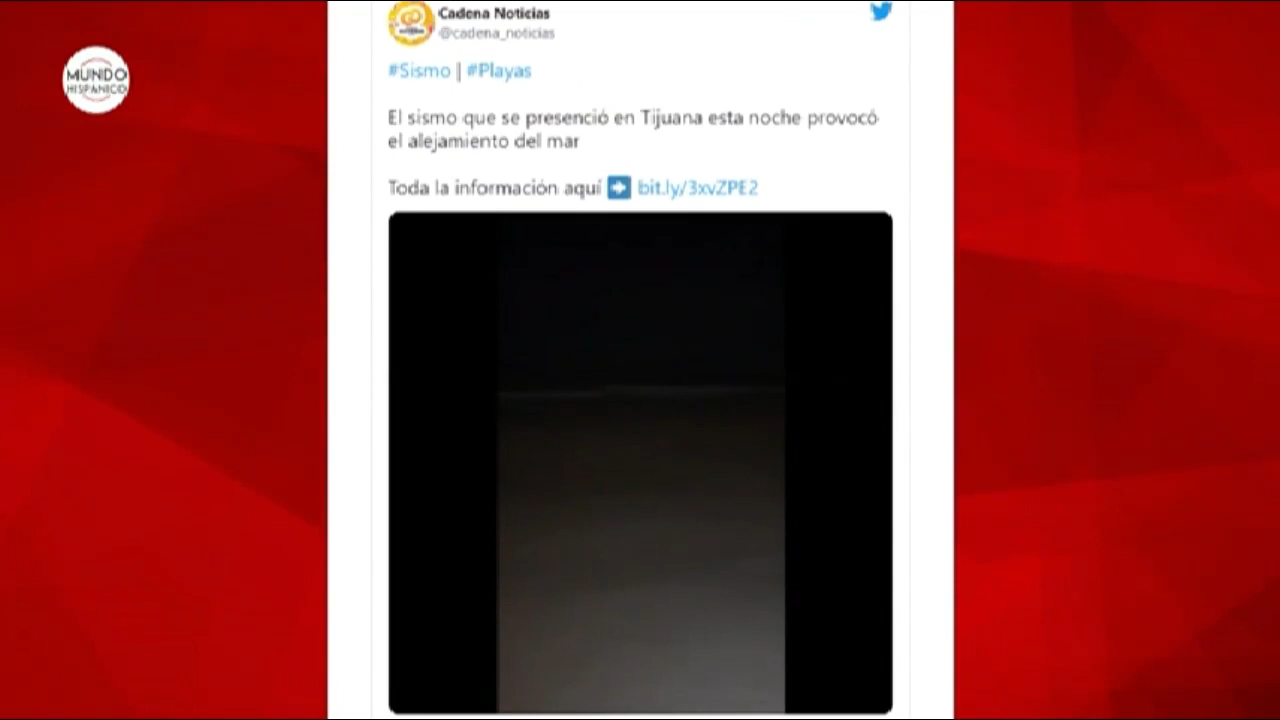 Cadena Noticias
@cadena_noticias
MUNDO
HISPÁNICO
#Sismo | #Playas
El sismo que se presenció en Tijuana esta noche provocó
el alejamiento del mar
Toda la información aquí ➡ bit.ly/3xvZPE2